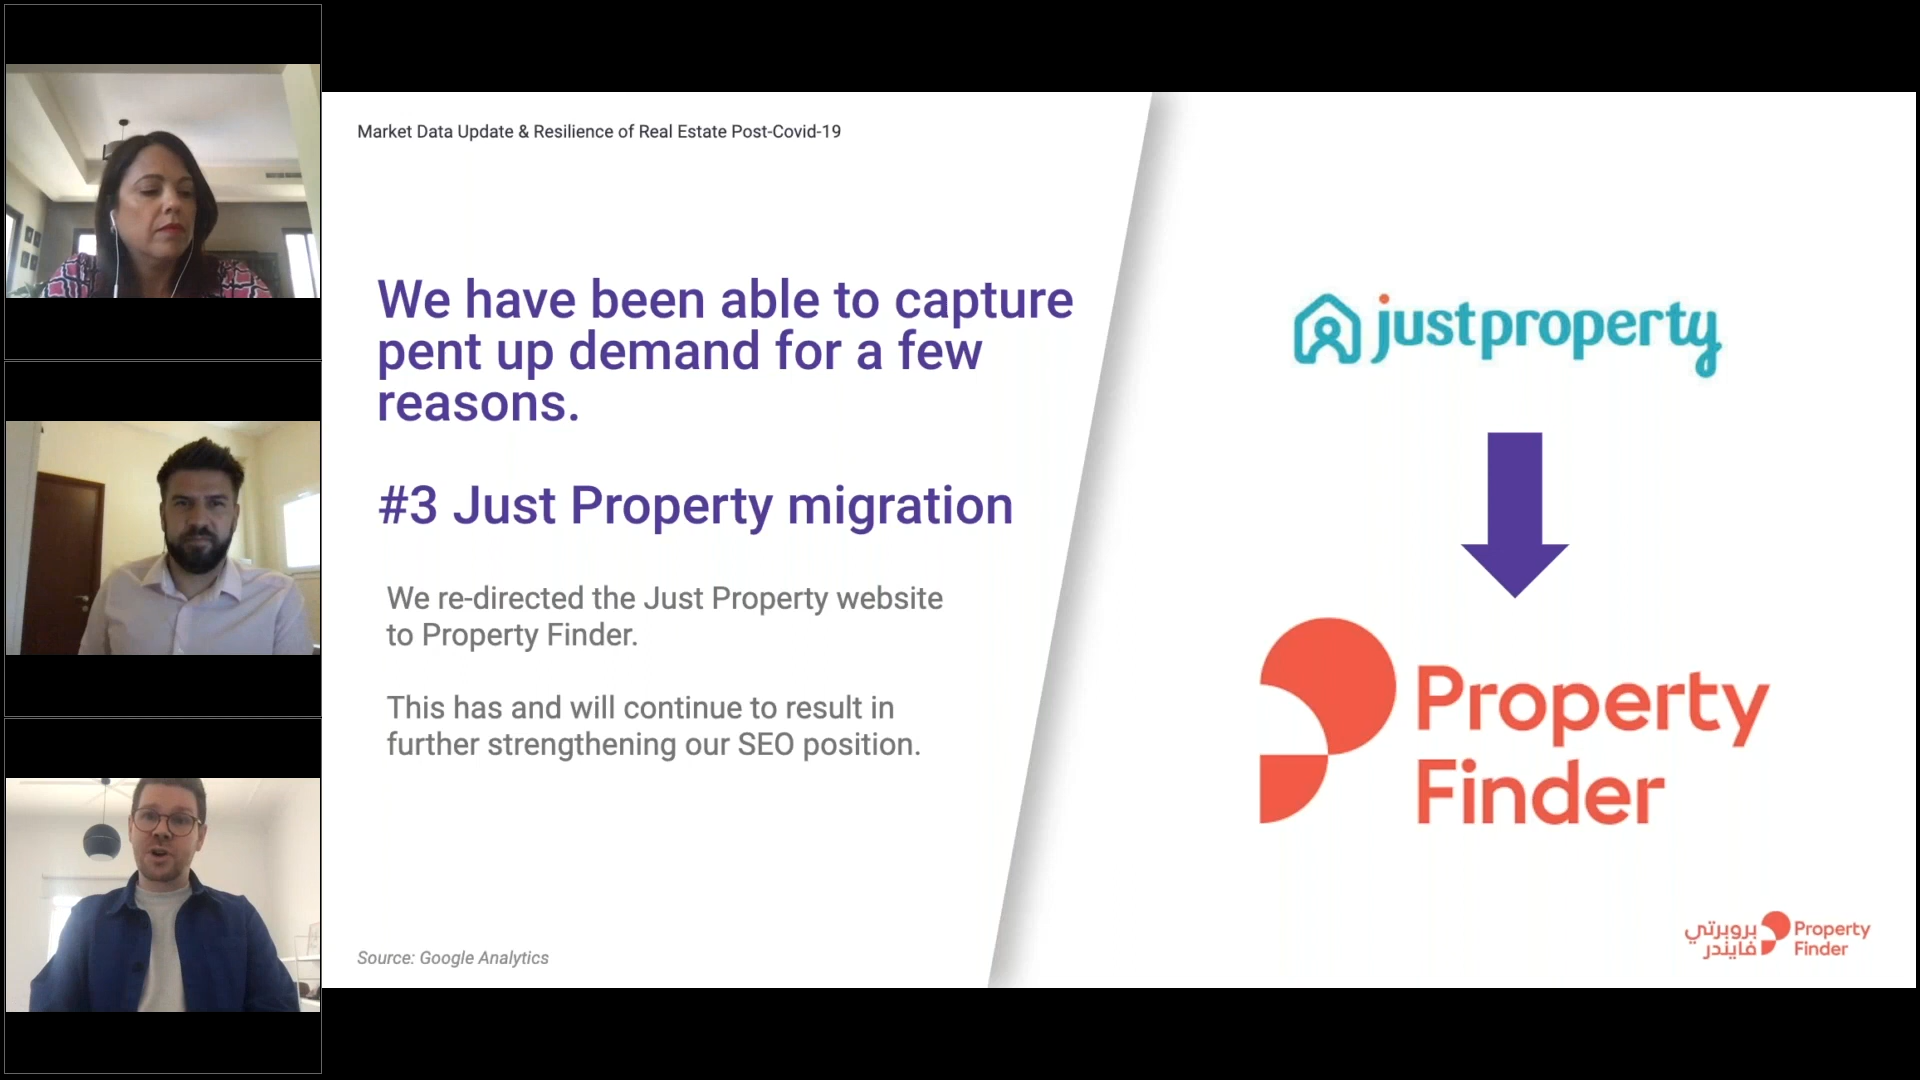 Market Data Update & Resilience of Real Estate Post-Covid-19
We have been able to capture
pent up demand for a few
reasons.
#3 Just Property migration
We re-directed the Just Property website
to Property Finder.
This has and will continue to result in
further strengthening our SEO position.
Source: Google Analytics
justproperty
Property
Finder
بروبرتي
فايندر
Property
Finder